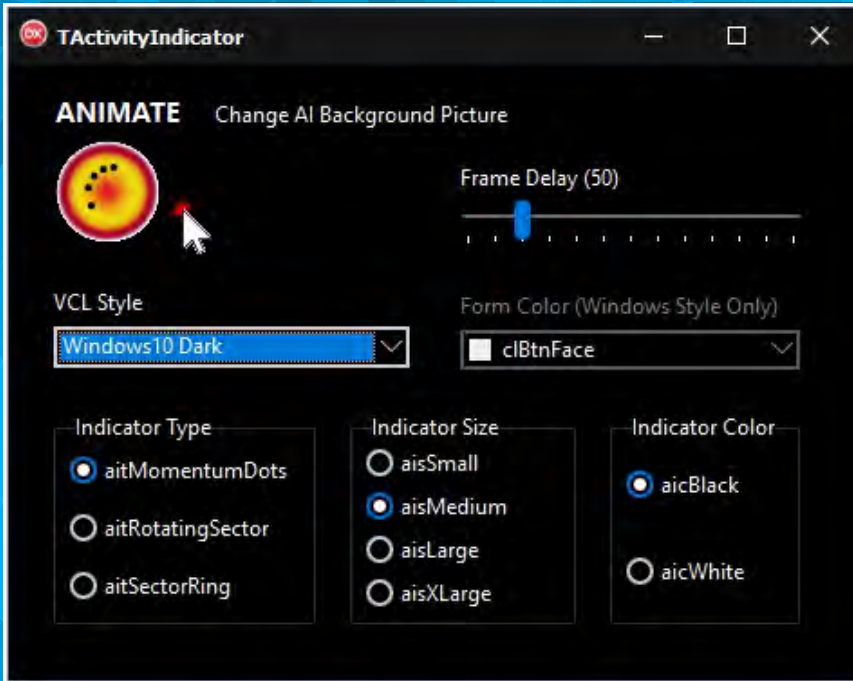 DX TActivityIndicator
ANIMATE Change AI Background Picture
Frame Delay (50)
VCL Style
Form Color (Windows Style Only)
Windows10 Dark
clBtnFace
Indicator Type
aitMomentumDots
aitRotatingSector
aitSectorRing
Indicator Size
aisSmall
aisMedium
aisLarge
aisXLarge
Indicator Color
aicBlack
aicWhite